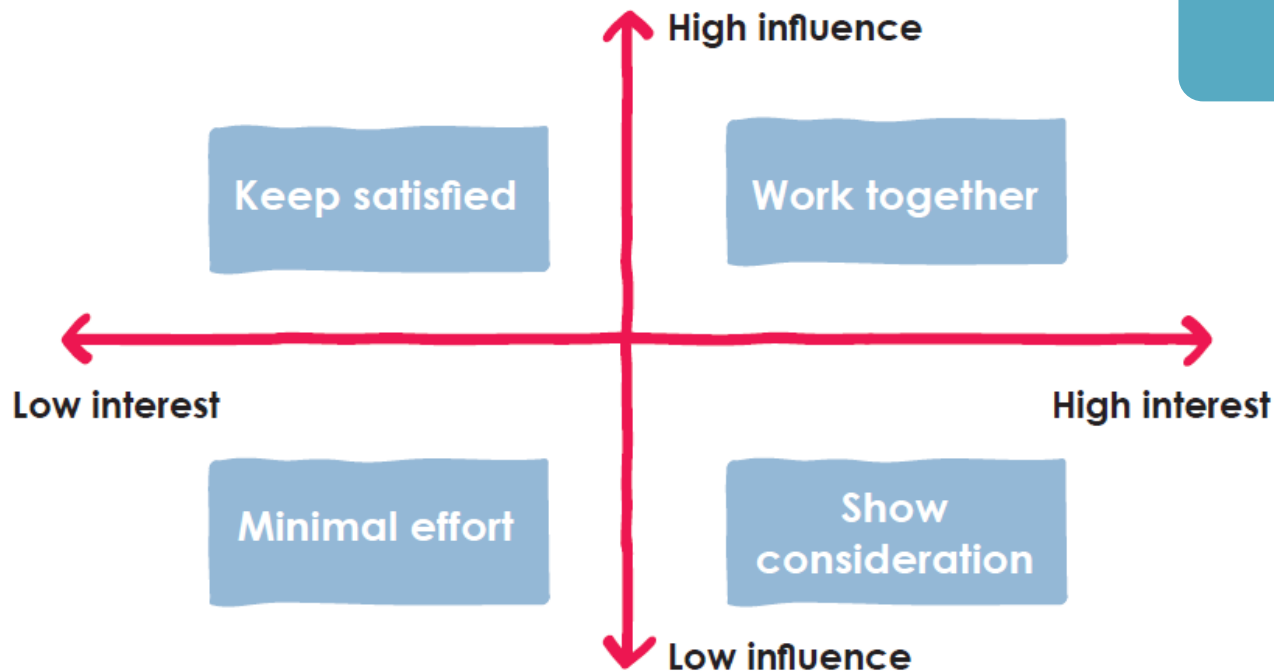 High influence
Keep satisfied
Work together
Low interest
High interest
Minimal effort
Show
consideration
Low influence